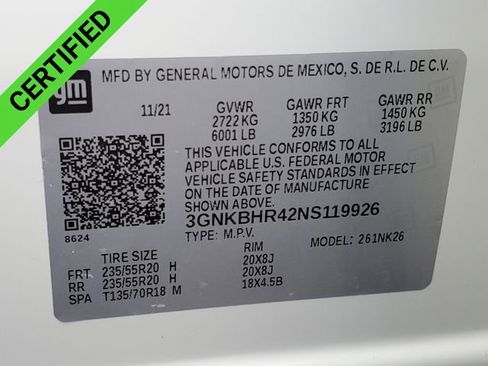 CERTIFIED
gm
MFD BY GENERAL MOTORS DE MEXICO, S. DE R.L. DE C.V.
11/21 GVWR GAWR FRT GAWR RR
2722 KG 1350 KG 1450 KG
6001 LB 2976 LB 3196 LB
THIS VEHICLE CONFORMS TO ALL
APPLICABLE U.S. FEDERAL MOTOR
VEHICLE SAFETY STANDARDS IN EFFECT
ON THE DATE OF MANUFACTURE
SHOWN ABOVE.
3GNKBHR42NS119926
8624 TYPE: M.P.V. MODEL: 261NK26
TIRE SIZE RIM
FRT 235/55R20 H 20X8J
RR 235/55R20 H 20X8J
SPA T135/70R18 M 18X4.5B